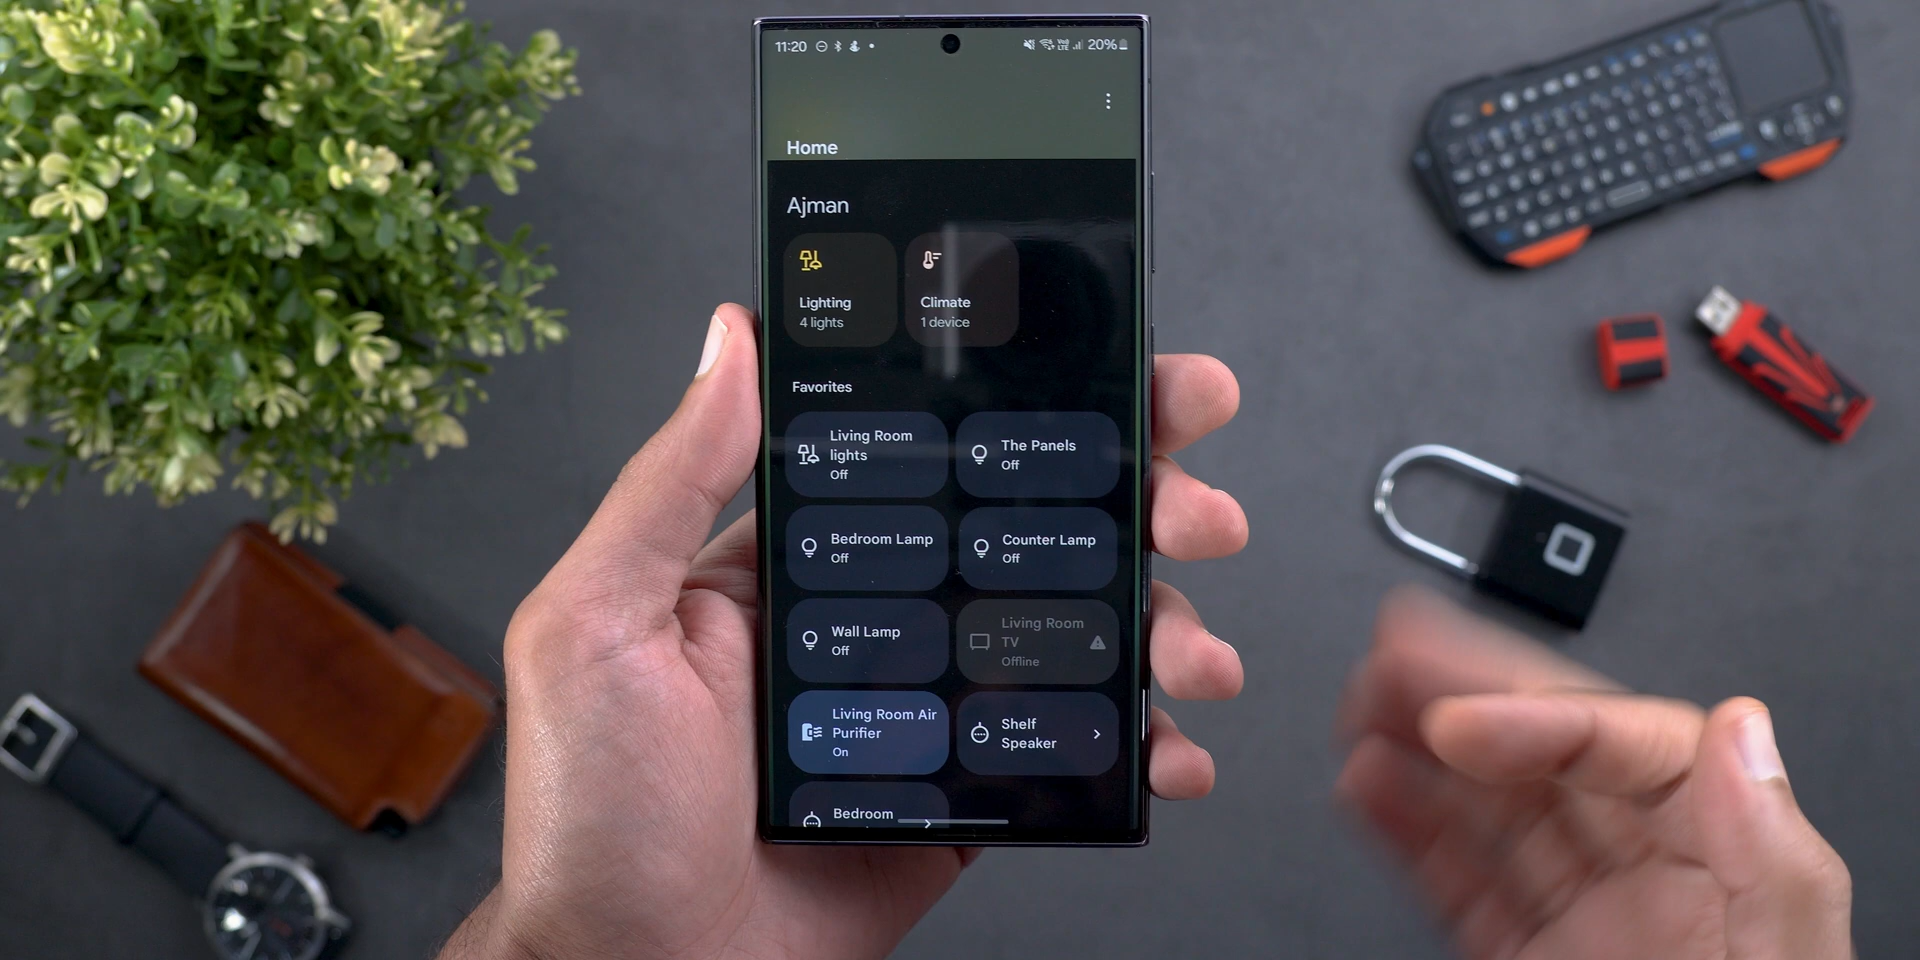 11:20
20%
Home
Ajman
Lighting
4 lights
Climate
1 device
Favorites
Living Room
lights
Off
The Panels
Off
Bedroom Lamp
Off
Counter Lamp
Off
Wall Lamp
Off
Living Room
TV
Offline
Living Room Air
Purifier
On
Shelf
Speaker
Bedroom